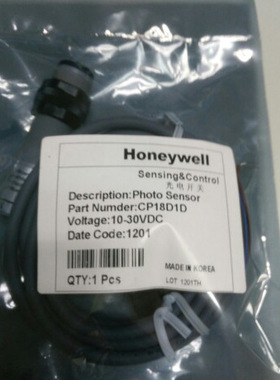 Honeywell
Sensing&Control
光电开关
Description:Photo Sensor
Part Numder:CP18D1D
Voltage:10-30VDC
Date Code:1201
QTY:1 Pcs
MADE IN KOREA
LOT 1201TH